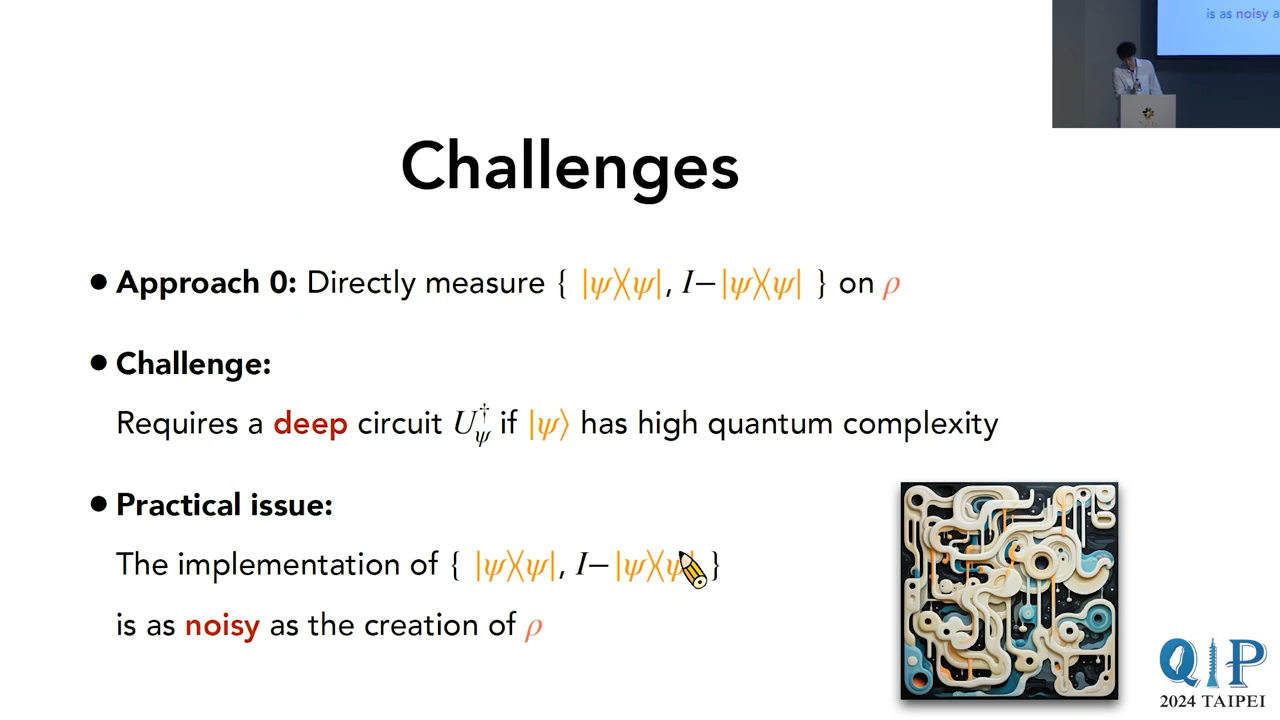 is as noisy a
Challenges
• Approach 0: Directly measure { |ψ⟩⟨ψ|, I−|ψ⟩⟨ψ| } on ρ
• Challenge:
Requires a deep circuit U†ψ if |ψ⟩ has high quantum complexity
• Practical issue:
The implementation of { |ψ⟩⟨ψ|, I−|ψ⟩⟨ψ| }
is as noisy as the creation of ρ
QIP
2024 TAIPEI